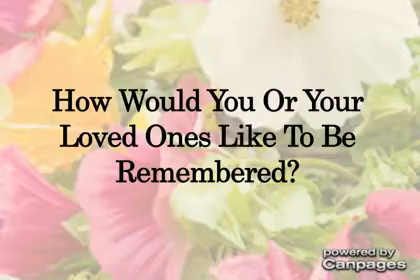 How Would You Or Your
Loved Ones Like To Be
Remembered?
powered by
Canpages